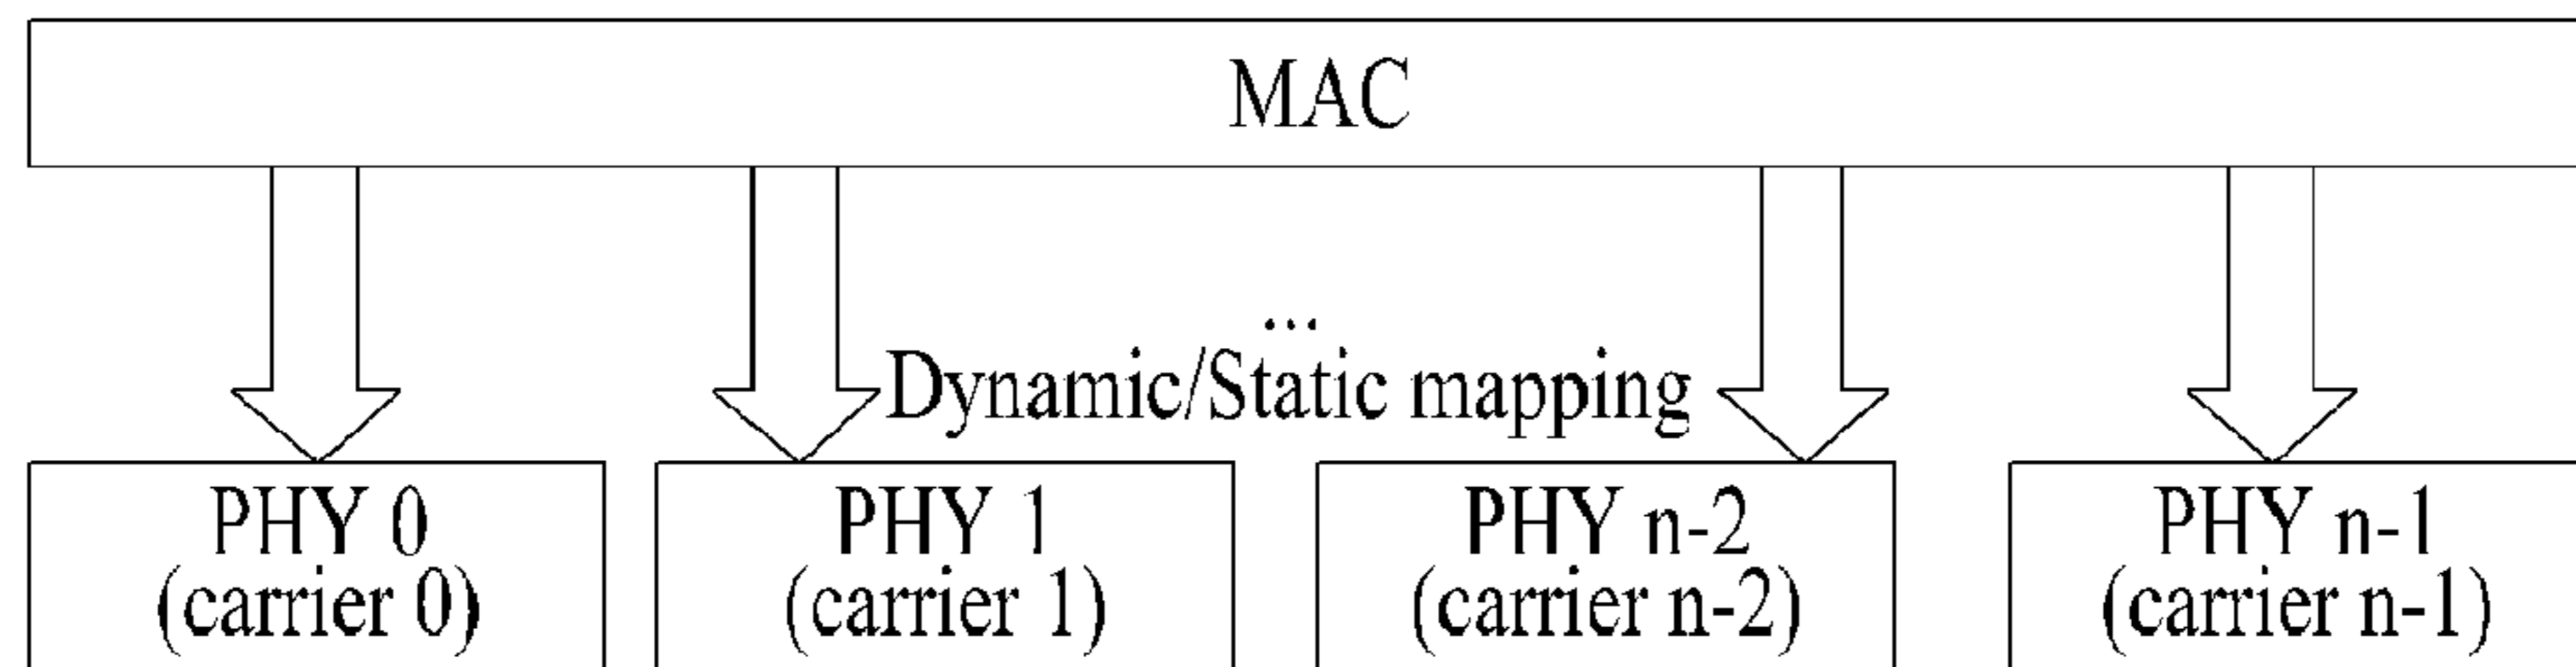 MAC
...
Dynamic/Static mapping
PHY 0
(carrier 0)
PHY 1
(carrier 1)
PHY n-2
(carrier n-2)
PHY n-1
(carrier n-1)